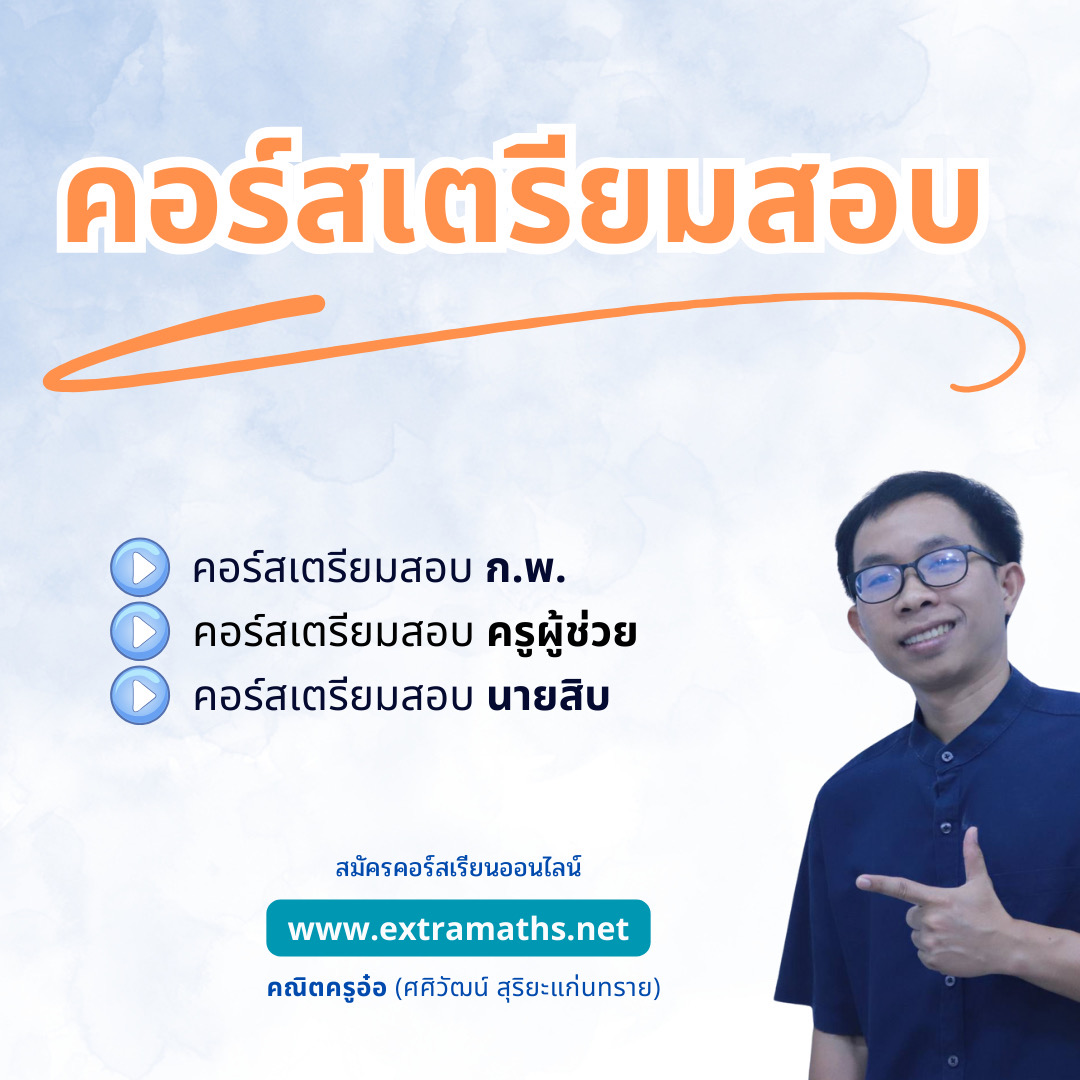 คอร์สเตรียมสอบ
คอร์สเตรียมสอบ ก.พ.
คอร์สเตรียมสอบ ครูผู้ช่วย
คอร์สเตรียมสอบ นายสิบ
สมัครคอร์สเรียนออนไลน์
www.extramaths.net
คณิตครูอ๋อ (ศศิวัฒน์ สุริยะแก่นทราย)